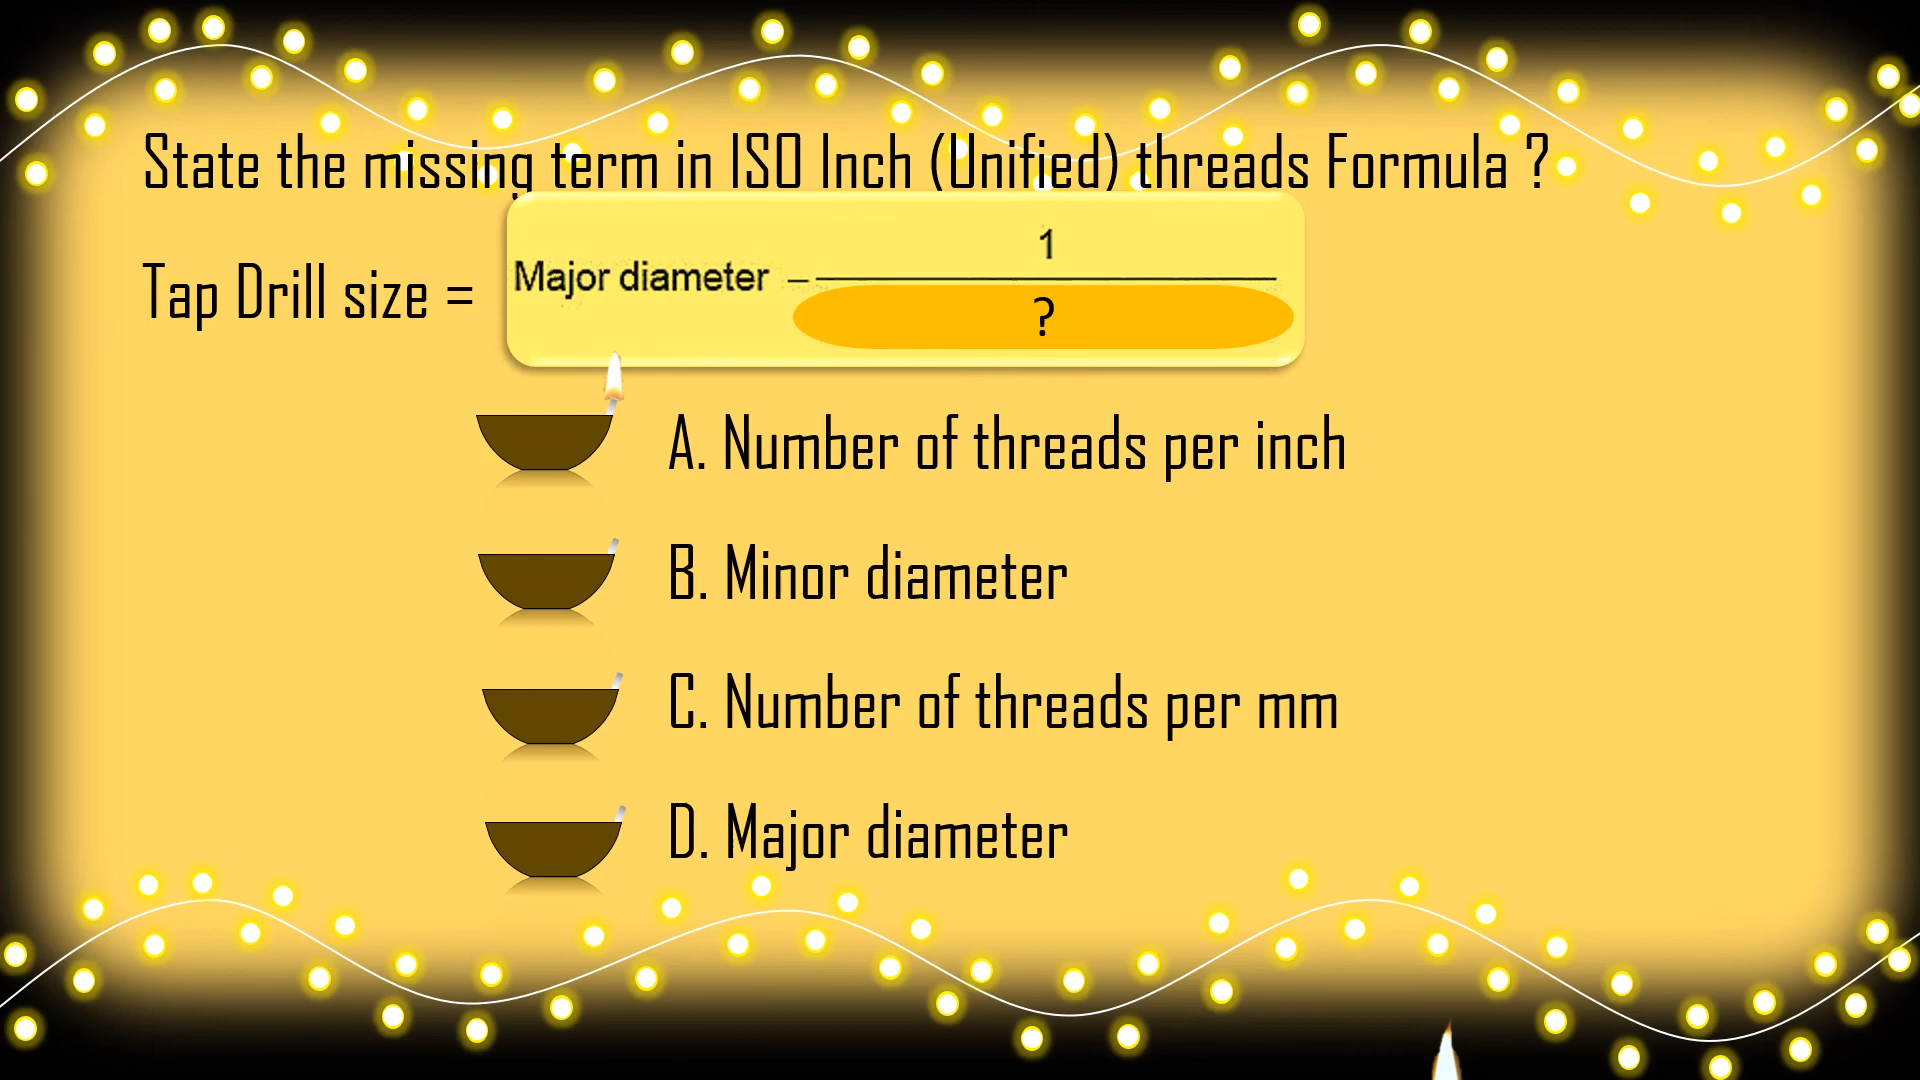 State the missing term in ISO Inch (Unified) threads Formula ?
1
Tap Drill size = Major diameter –
?
A. Number of threads per inch
B. Minor diameter
C. Number of threads per mm
D. Major diameter